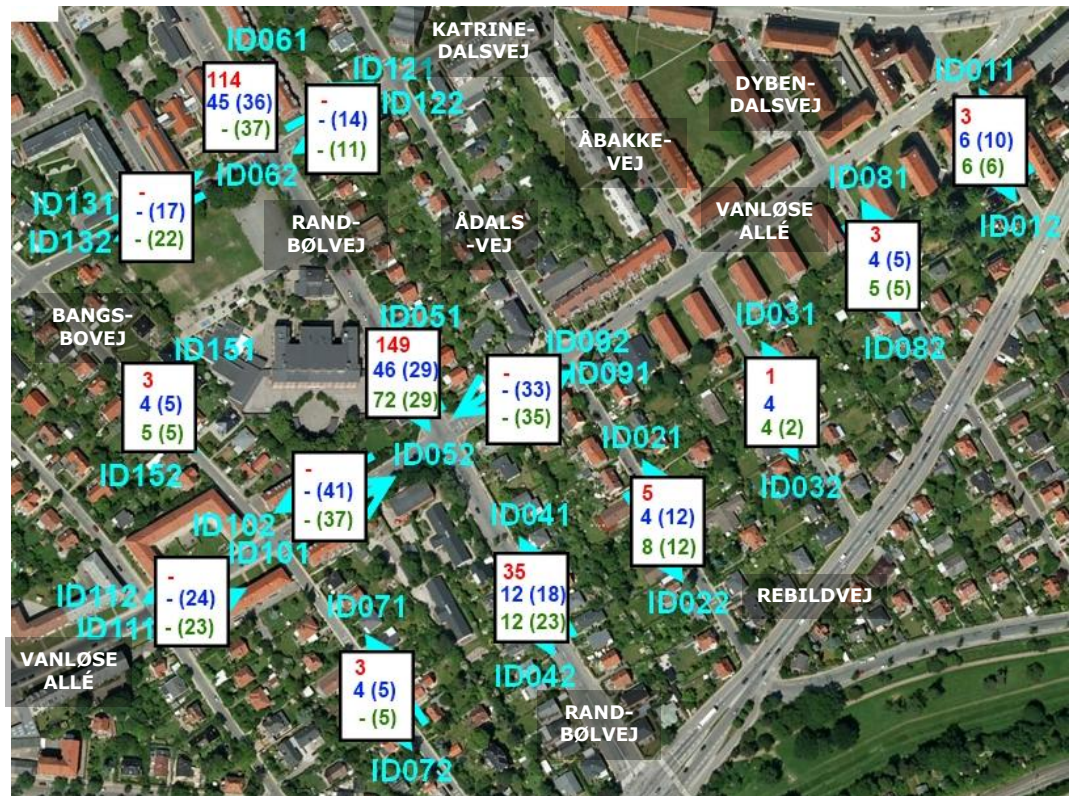 KATRINE-
DALSVEJ
ID061
114
45 (36)
- (37)
ID121
ID122
-
- (14)
- (11)
ID062
DYBEN-
DALSVEJ
ID011
3
6 (10)
6 (6)
ID012
ÅBAKKE-
VEJ
ID131
ID132
-
- (17)
- (22)
RAND-
BØLVEJ
ÅDALS
-VEJ
VANLØSE
ALLÉ
ID081
3
4 (5)
5 (5)
ID082
BANGS-
BOVEJ
ID151
3
4 (5)
5 (5)
ID152
ID051
149
46 (29)
72 (29)
ID052
ID092
ID091
-
- (33)
- (35)
ID031
1
4
4 (2)
ID032
ID021
5
4 (12)
8 (12)
ID022
ID102
ID101
-
- (41)
- (37)
ID041
35
12 (18)
12 (23)
ID042
ID112
ID111
-
- (24)
- (23)
ID071
3
4 (5)
- (5)
ID072
REBILDVEJ
VANLØSE
ALLÉ
RAND-
BØLVEJ